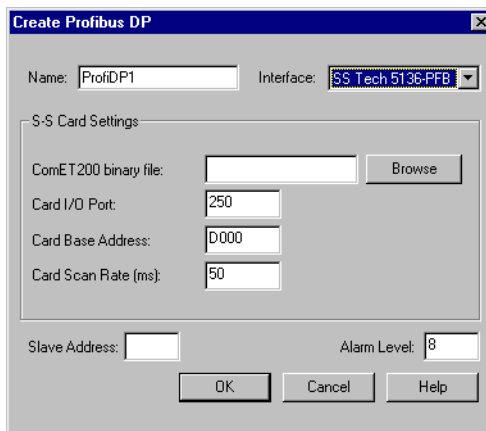 Create Profibus DP
Name: ProfiDP1 Interface: SS Tech 5136-PFB
S-S Card Settings
ComET200 binary file: Browse
Card I/O Port: 250
Card Base Address: D000
Card Scan Rate (ms): 50
Slave Address: Alarm Level: 8
OK Cancel Help